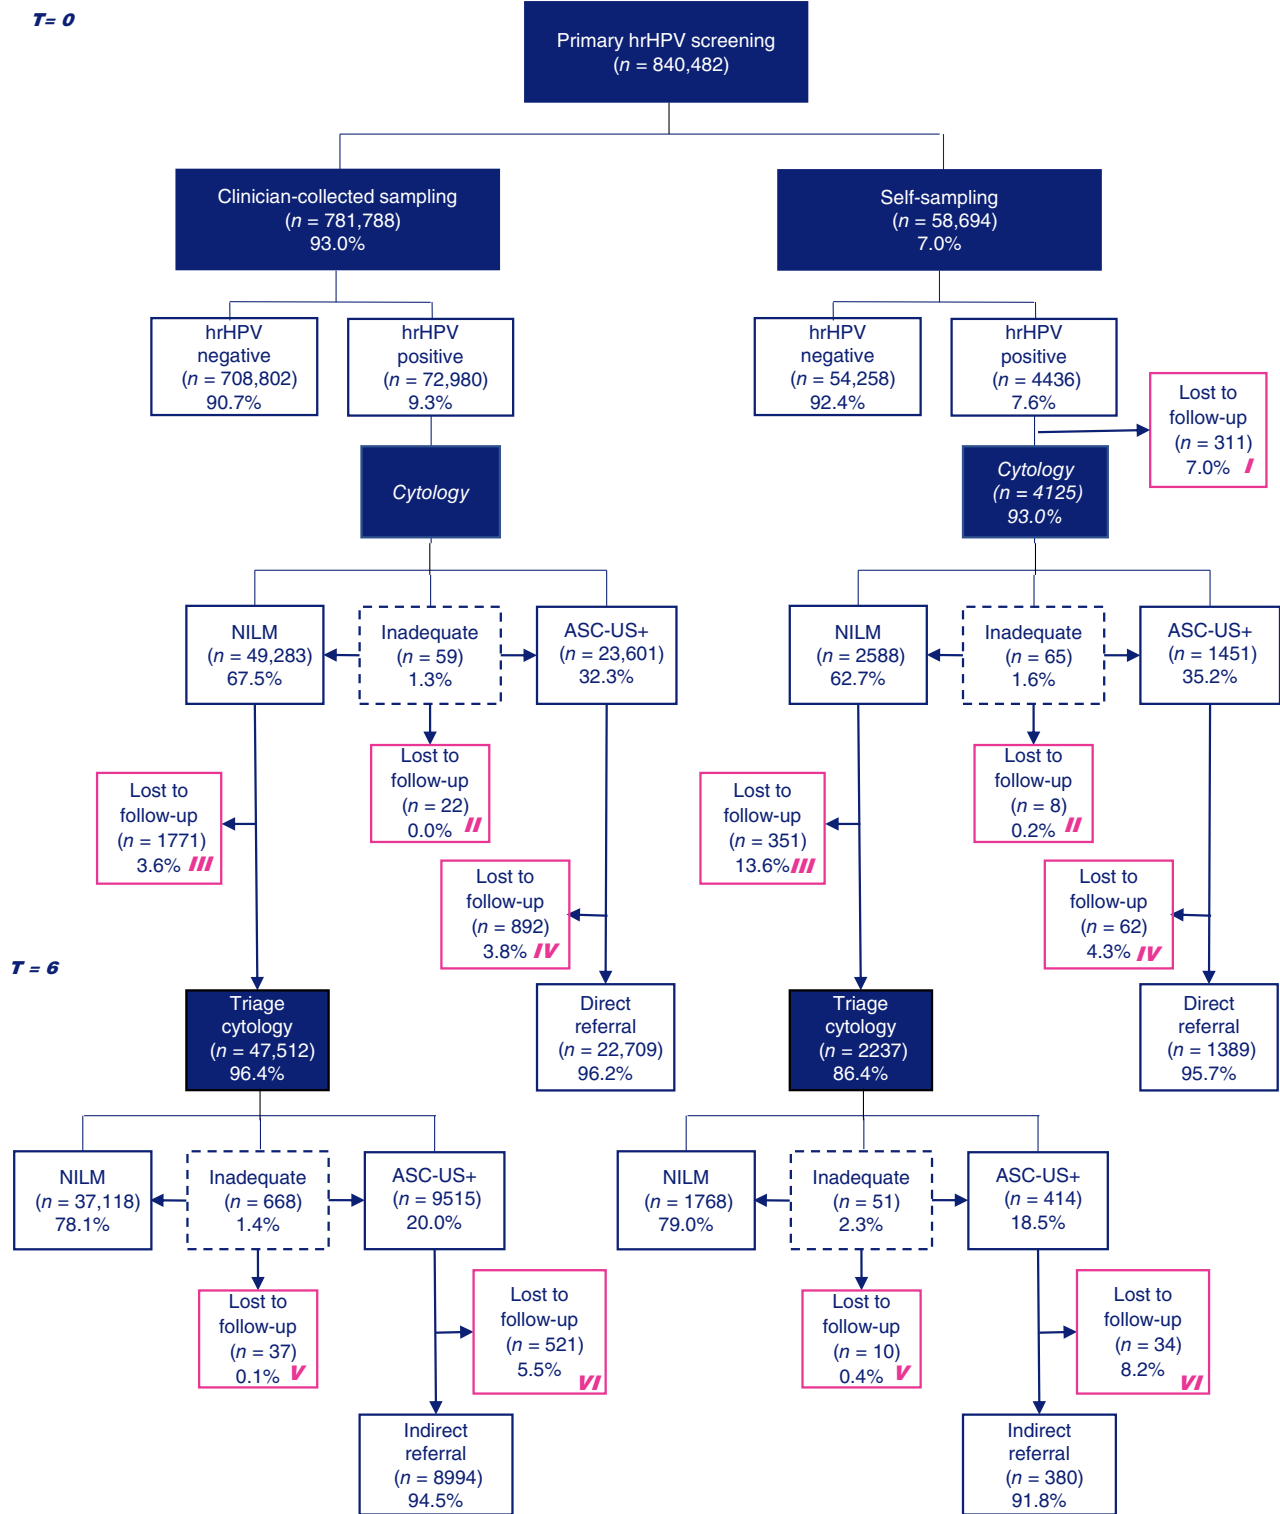 T= 0
Primary hrHPV screening
(n = 840,482)
Clinician-collected sampling
(n = 781,788)
93.0%
Self-sampling
(n = 58,694)
7.0%
hrHPV
negative
(n = 708,802)
90.7%
hrHPV
positive
(n = 72,980)
9.3%
hrHPV
negative
(n = 54,258)
92.4%
hrHPV
positive
(n = 4436)
7.6%
Lost to
follow-up
(n = 311)
7.0% I
Cytology
Cytology
(n = 4125)
93.0%
NILM
(n = 49,283)
67.5%
Inadequate
(n = 59)
1.3%
ASC-US+
(n = 23,601)
32.3%
NILM
(n = 2588)
62.7%
Inadequate
(n = 65)
1.6%
ASC-US+
(n = 1451)
35.2%
Lost to
follow-up
(n = 1771)
3.6% III
Lost to
follow-up
(n = 22)
0.0% II
Lost to
follow-up
(n = 892)
3.8% IV
Lost to
follow-up
(n = 351)
13.6% III
Lost to
follow-up
(n = 8)
0.2% II
Lost to
follow-up
(n = 62)
4.3% IV
T = 6
Triage
cytology
(n = 47,512)
96.4%
Direct
referral
(n = 22,709)
96.2%
Triage
cytology
(n = 2237)
86.4%
Direct
referral
(n = 1389)
95.7%
NILM
(n = 37,118)
78.1%
Inadequate
(n = 668)
1.4%
ASC-US+
(n = 9515)
20.0%
NILM
(n = 1768)
79.0%
Inadequate
(n = 51)
2.3%
ASC-US+
(n = 414)
18.5%
Lost to
follow-up
(n = 37)
0.1% V
Lost to
follow-up
(n = 521)
5.5%
VI
Lost to
follow-up
(n = 10)
0.4% V
Lost to
follow-up
(n = 34)
8.2%
VI
Indirect
referral
(n = 8994)
94.5%
Indirect
referral
(n = 380)
91.8%